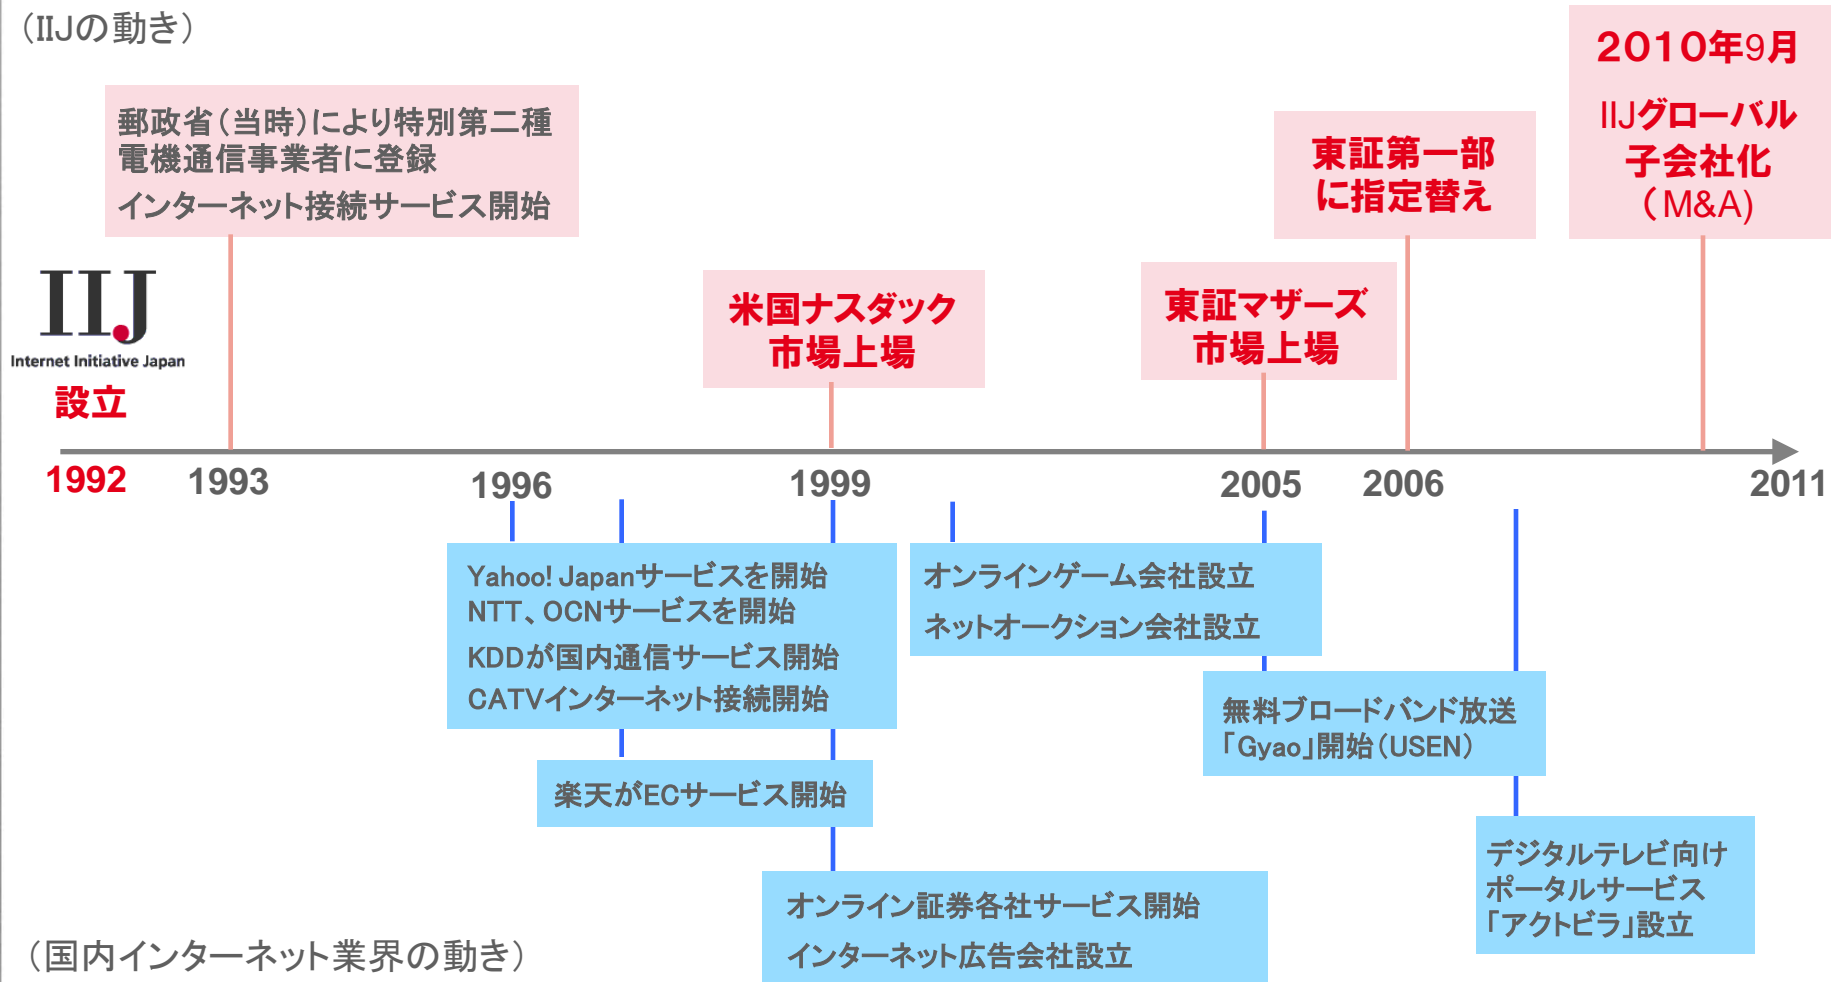 （IIJの動き）
郵政省（当時）により特別第二種
電機通信事業者に登録
インターネット接続サービス開始
IIJ
Internet Initiative Japan
設立
米国ナスダック
市場上場
東証マザーズ
市場上場
東証第一部
に指定替え
２０１０年9月
IIJグローバル
子会社化
（M&A)
1992
1993
1996
1999
2005
2006
2011
Yahoo! Japanサービスを開始
NTT、OCNサービスを開始
KDDが国内通信サービス開始
CATVインターネット接続開始
楽天がECサービス開始
オンライン証券各社サービス開始
インターネット広告会社設立
オンラインゲーム会社設立
ネットオークション会社設立
無料ブロードバンド放送
「Gyao」開始（USEN）
デジタルテレビ向け
ポータルサービス
「アクトビラ」設立
（国内インターネット業界の動き）